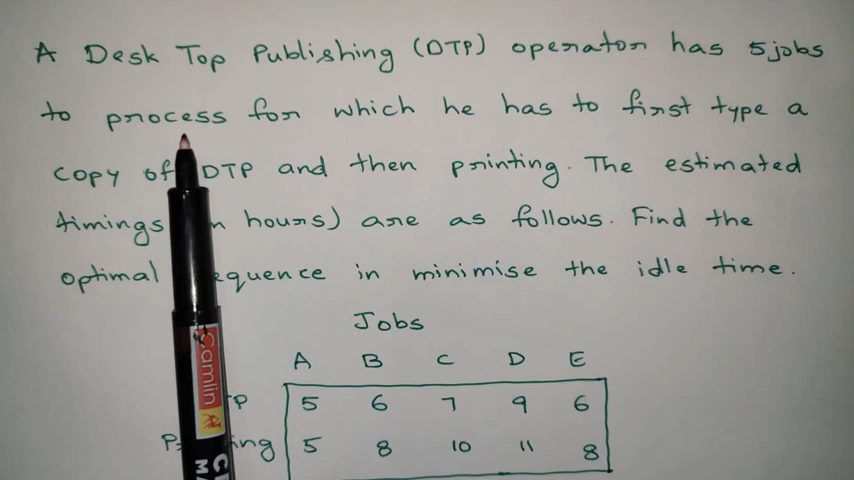 A Desk Top Publishing (DTP) operator has 5 jobs
to process for which he has to first type a
copy of DTP and then printing. The estimated
timings hours) are as follows. Find the
optimal equence in minimise the idle time.
Jobs
A B C D E
P 5 6 7 9 6
P ing 5 8 10 11 8
Camlin